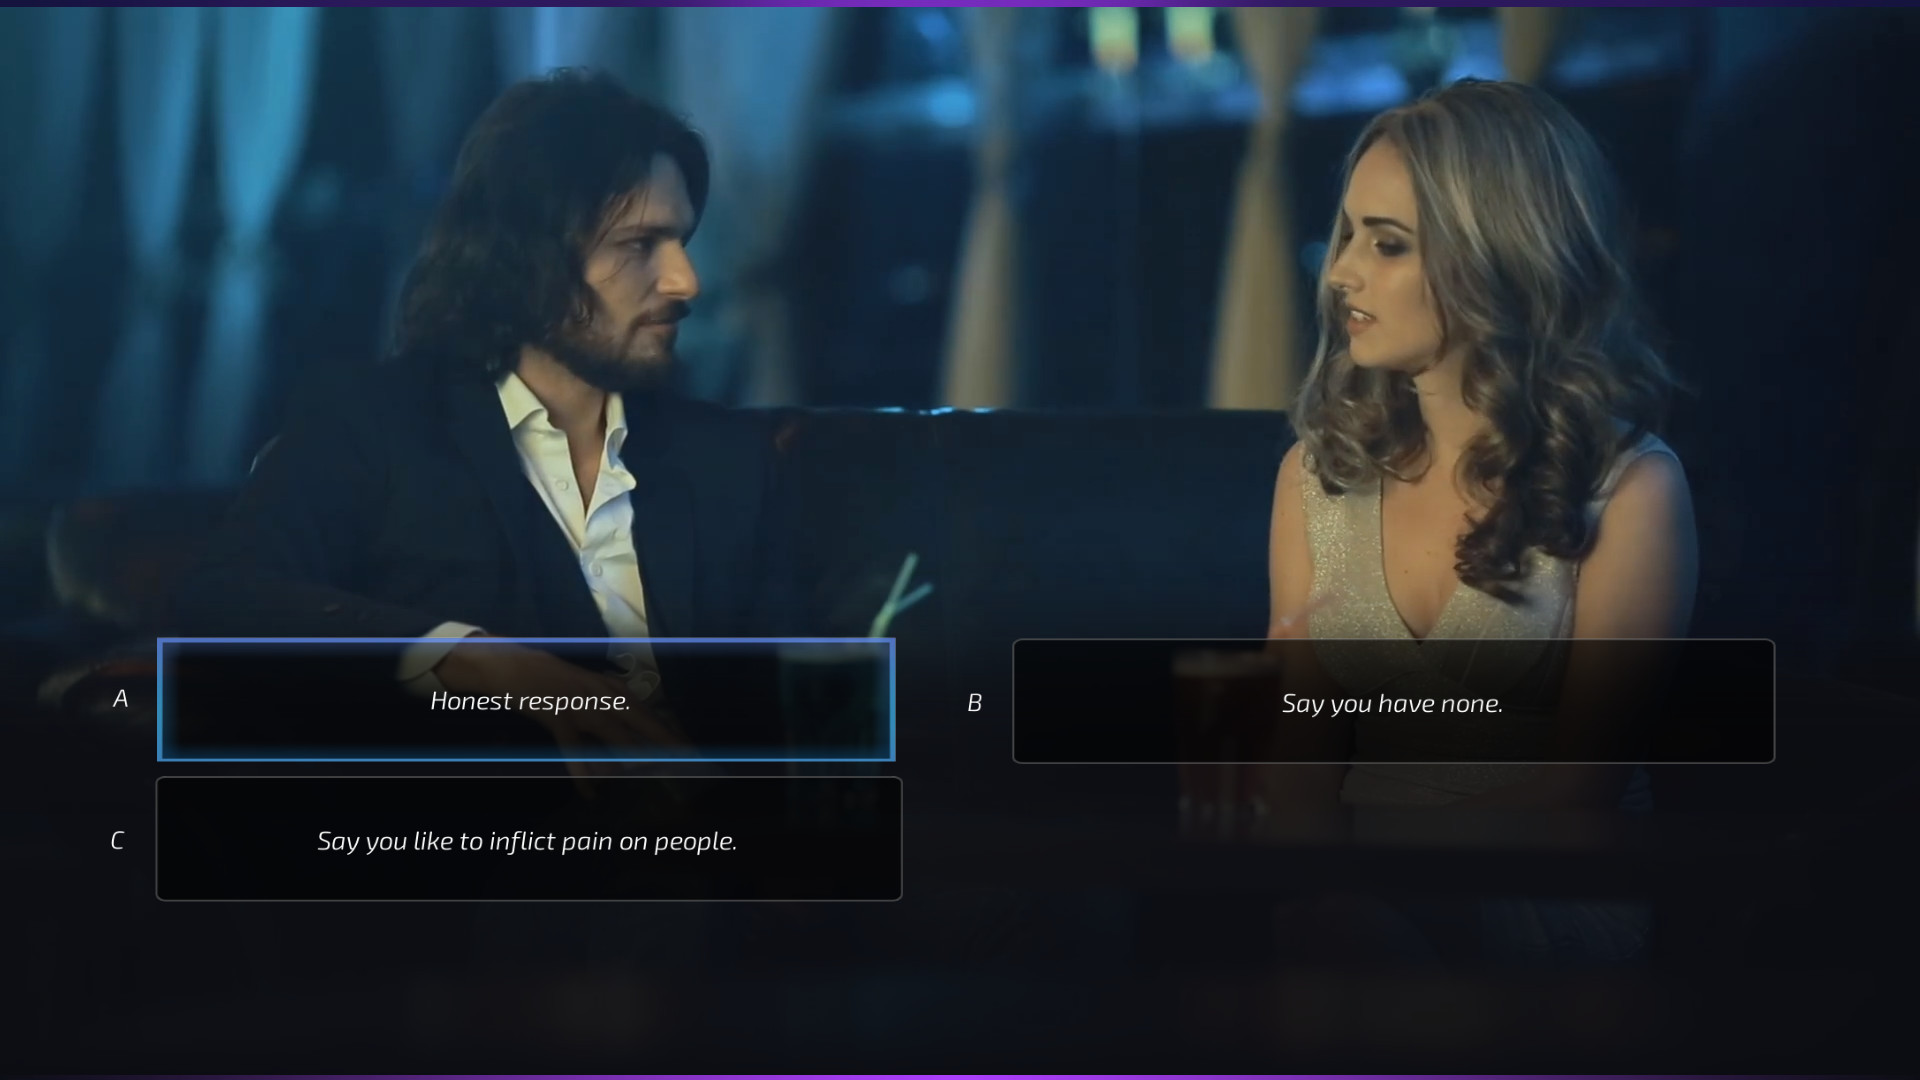 A
Honest response.
B
Say you have none.
C
Say you like to inflict pain on people.